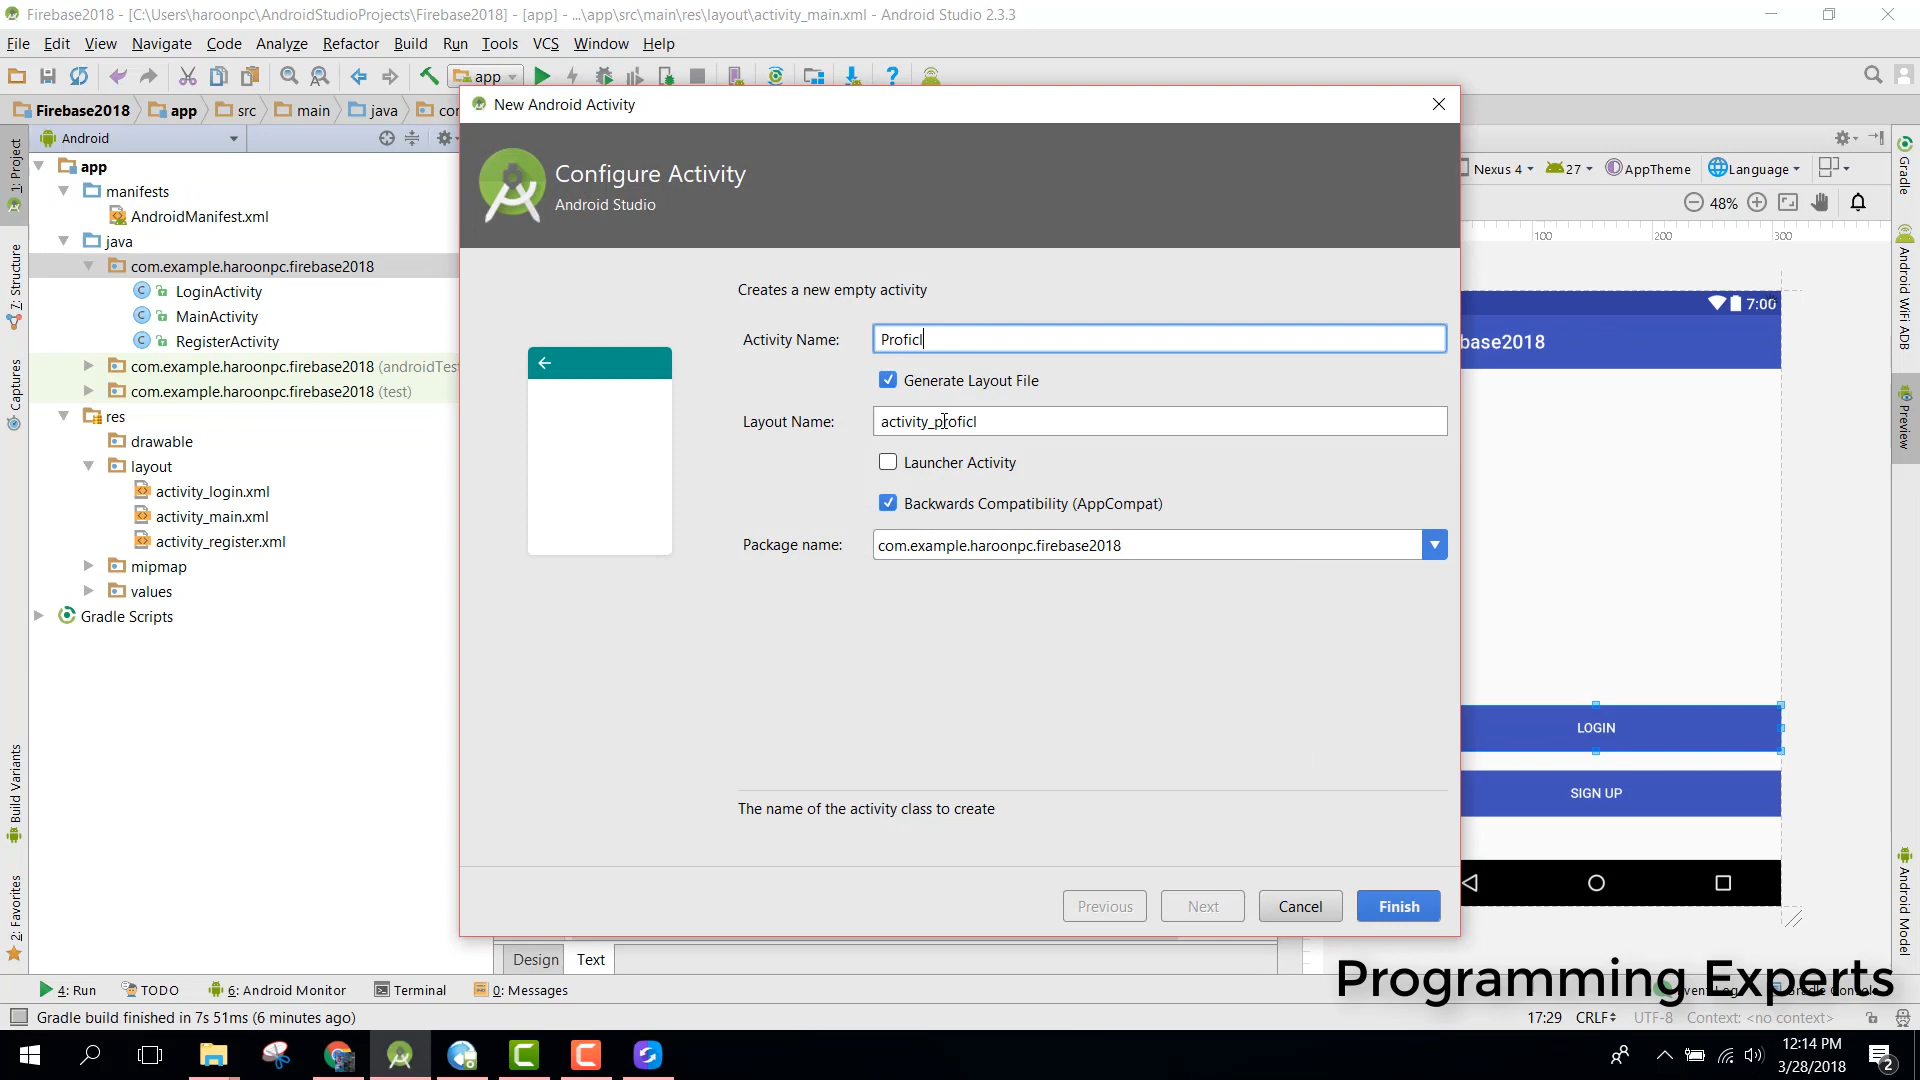 Firebase2018 - [C:\Users\haroonpc\AndroidStudioProjects\Firebase2018] - [app] - ...\app\src\main\res\layout\activity_main.xml - Android Studio 2.3.3
File Edit View Navigate Code Analyze Refactor Build Run Tools VCS Window Help
app
Firebase2018 app src main java
New Android Activity
Android
Configure Activity
Android Studio
Nexus 4 27 AppTheme Language
48%
100 200 300
app
manifests
AndroidManifest.xml
java
com.example.haroonpc.firebase2018
LoginActivity
MainActivity
RegisterActivity
com.example.haroonpc.firebase2018 (androidTes
com.example.haroonpc.firebase2018 (test)
res
drawable
layout
activity_login.xml
activity_main.xml
activity_register.xml
mipmap
values
Gradle Scripts
1: Project
7: Structure
Captures
Build Variants
2: Favorites
Creates a new empty activity
Activity Name: Proficl
Generate Layout File
Layout Name: activity_proficl
Launcher Activity
Backwards Compatibility (AppCompat)
Package name: com.example.haroonpc.firebase2018
The name of the activity class to create
Previous Next Cancel Finish
7:00
base2018
LOGIN
SIGN UP
Gradle
Android WiFi ADB
Preview
Android Model
Design Text
Programming Experts
4: Run TODO 6: Android Monitor Terminal 0: Messages Gradle Console
Gradle build finished in 7s 51ms (6 minutes ago)
17:29 CRLF UTF-8 Context: <no context>
12:14 PM
3/28/2018
2